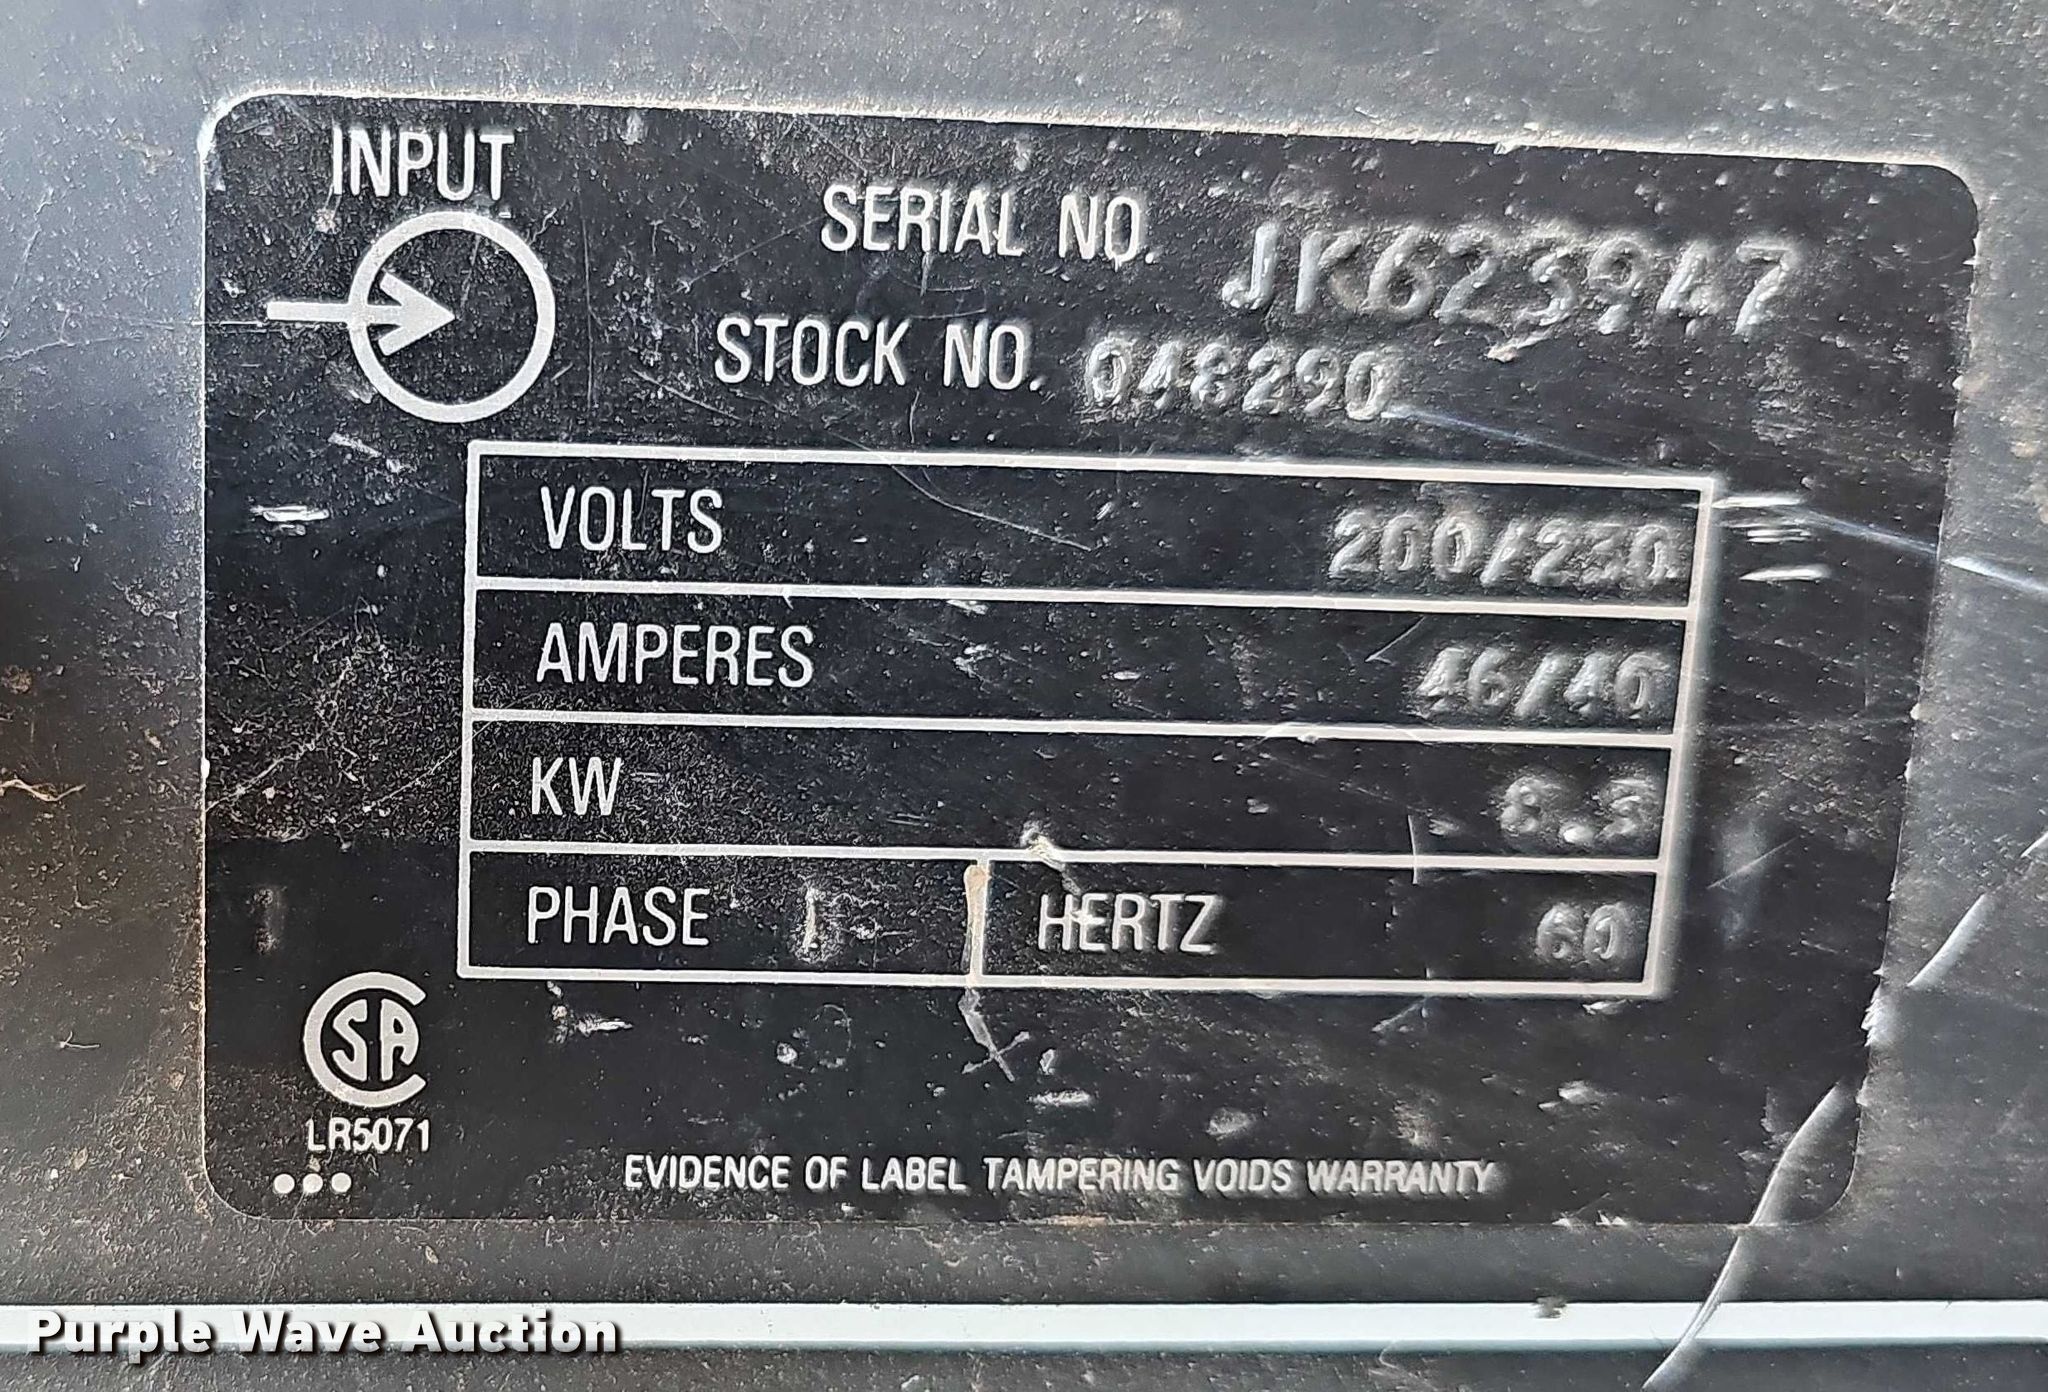 INPUT
SERIAL NO. JK623947
STOCK NO. 048290
VOLTS 200/230
AMPERES 46/40
KW 8.3
PHASE 1 HERTZ 60
CSA
LR5071
EVIDENCE OF LABEL TAMPERING VOIDS WARRANTY
Purple Wave Auction